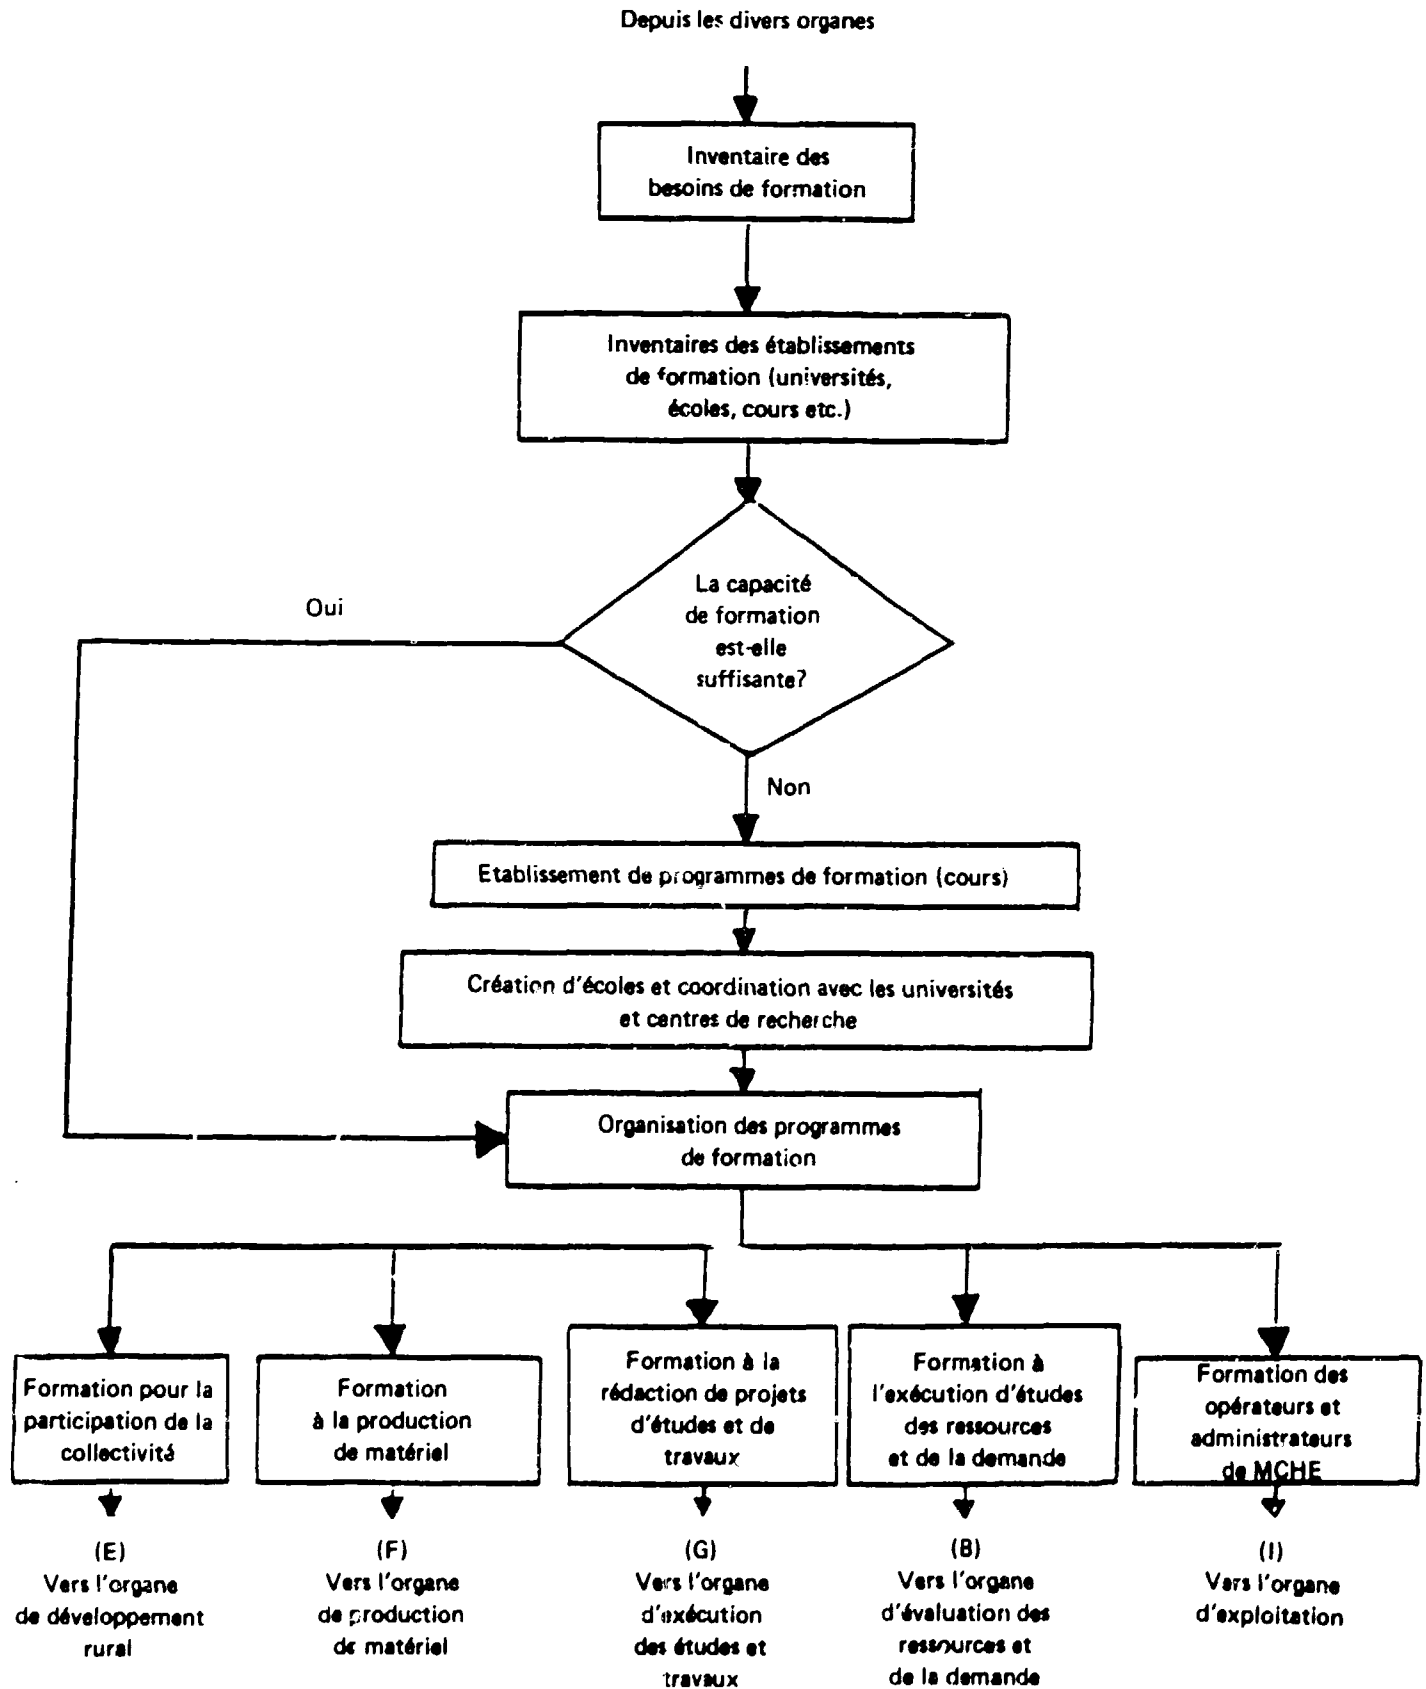 Depuis les divers organes
Inventaire des
besoins de formation
Inventaires des établissements
de formation (universités,
écoles, cours etc.)
La capacité
de formation
est-elle
suffisante?
Oui
Non
Etablissement de programmes de formation (cours)
Création d'écoles et coordination avec les universités
et centres de recherche
Organisation des programmes
de formation
Formation pour la
participation de la
collectivité
Formation
à la production
de matériel
Formation à la
rédaction de projets
d'études et de
travaux
Formation à
l'exécution d'études
des ressources
et de la demande
Formation des
opérateurs et
administrateurs
de MCHE
(E)
Vers l'organe
de développement
rural
(F)
Vers l'organe
de production
de matériel
(G)
Vers l'organe
d'exécution
des études et
travaux
(B)
Vers l'organe
d'évaluation des
ressources et
de la demande
(I)
Vers l'organe
d'exploitation